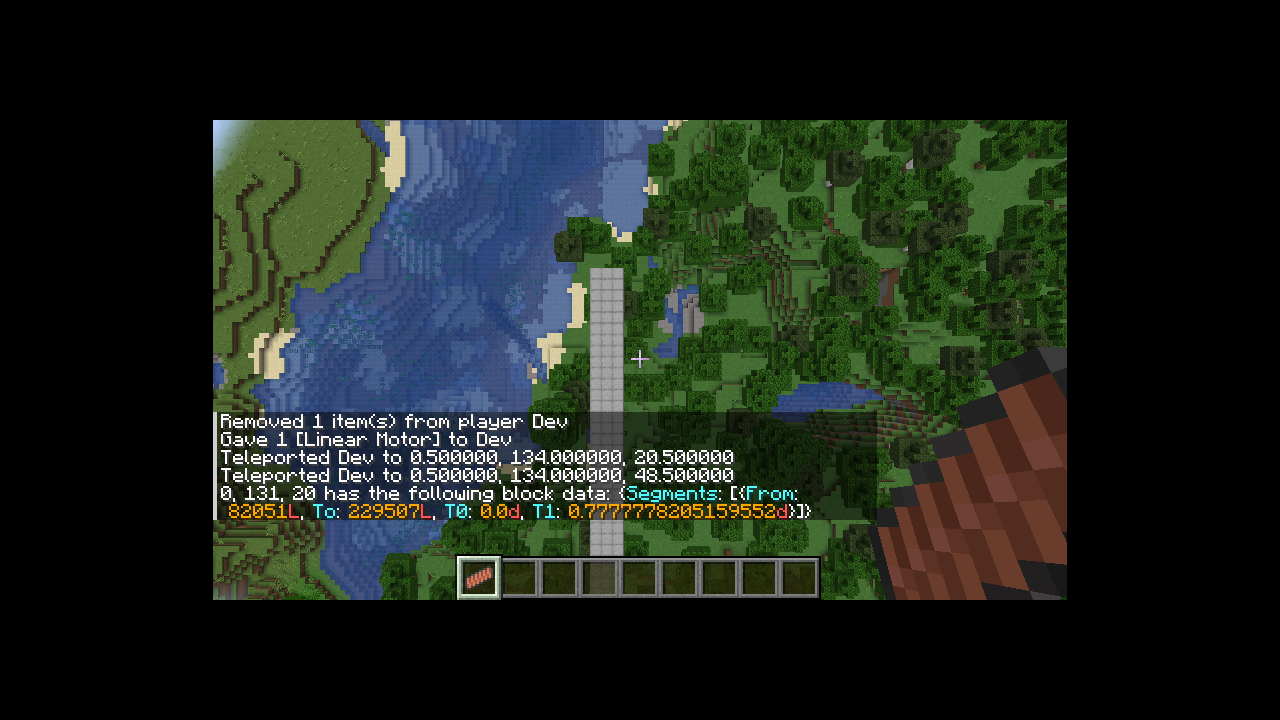 Removed 1 item(s) from player Dev
Gave 1 [Linear Motor] to Dev
Teleported Dev to 0.500000, 134.000000, 20.500000
Teleported Dev to 0.500000, 134.000000, 48.500000
0, 131, 20 has the following block data: {Segments: [{From:
82051L, To: 229507L, T0: 0.0d, T1: 0.7777778205159552d}]}